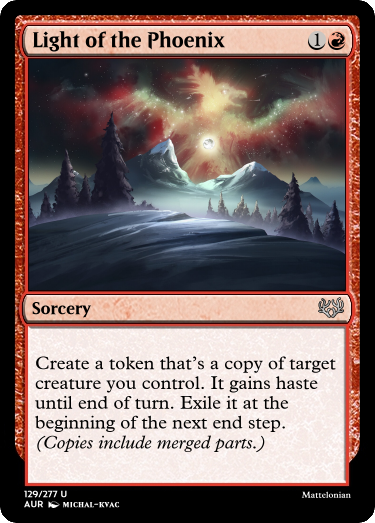 Light of the Phoenix 1
Sorcery
Create a token that's a copy of target
creature you control. It gains haste
until end of turn. Exile it at the
beginning of the next end step.
(Copies include merged parts.)
129/277 U
AUR MICHAL-KVAC Mattelonian